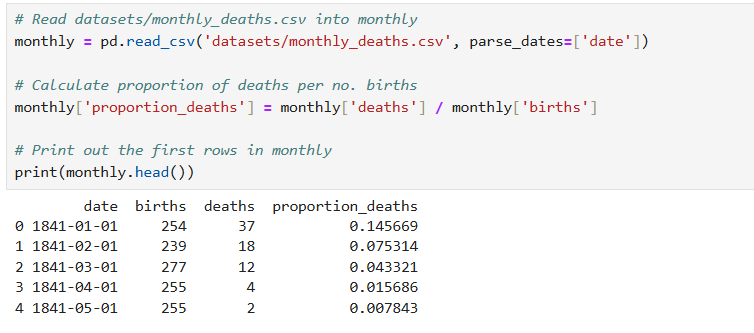 # Read datasets/monthly_deaths.csv into monthly
monthly = pd.read_csv('datasets/monthly_deaths.csv', parse_dates=['date'])
# Calculate proportion of deaths per no. births
monthly['proportion_deaths'] = monthly['deaths'] / monthly['births']
# Print out the first rows in monthly
print(monthly.head())
date births deaths proportion_deaths
0 1841-01-01 254 37 0.145669
1 1841-02-01 239 18 0.075314
2 1841-03-01 277 12 0.043321
3 1841-04-01 255 4 0.015686
4 1841-05-01 255 2 0.007843